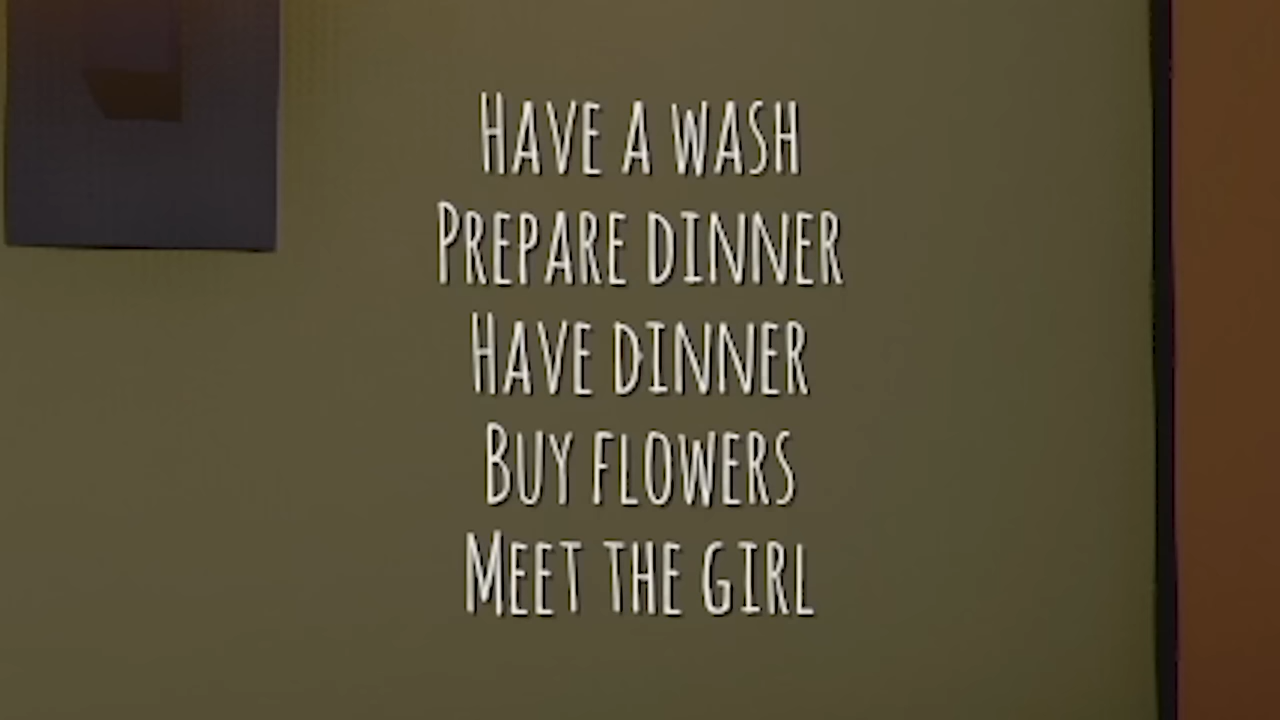 Have a wash
Prepare dinner
Have dinner
Buy flowers
Meet the girl